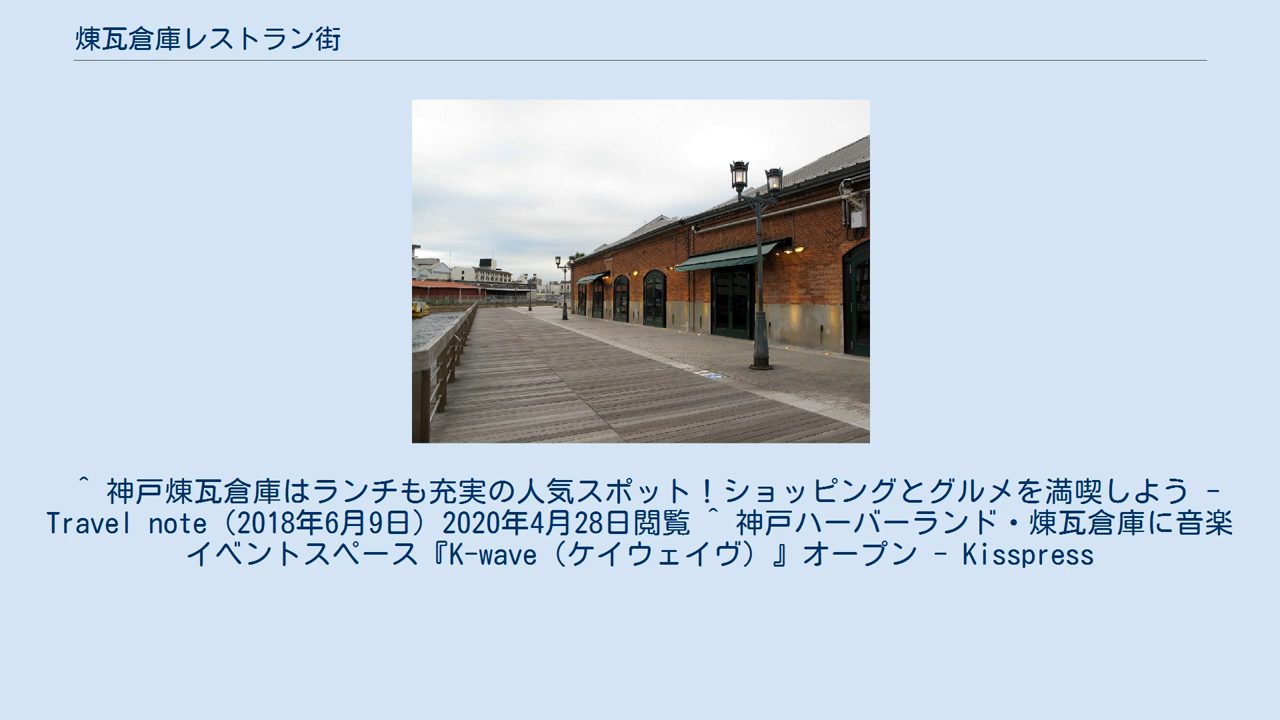 煉瓦倉庫レストラン街
^ 神戸煉瓦倉庫はランチも充実の人気スポット！ショッピングとグルメを満喫しよう -
Travel note（2018年6月9日）2020年4月28日閲覧 ^ 神戸ハーバーランド・煉瓦倉庫に音楽
イベントスペース『K-wave（ケイウェイヴ）』オープン - Kisspress